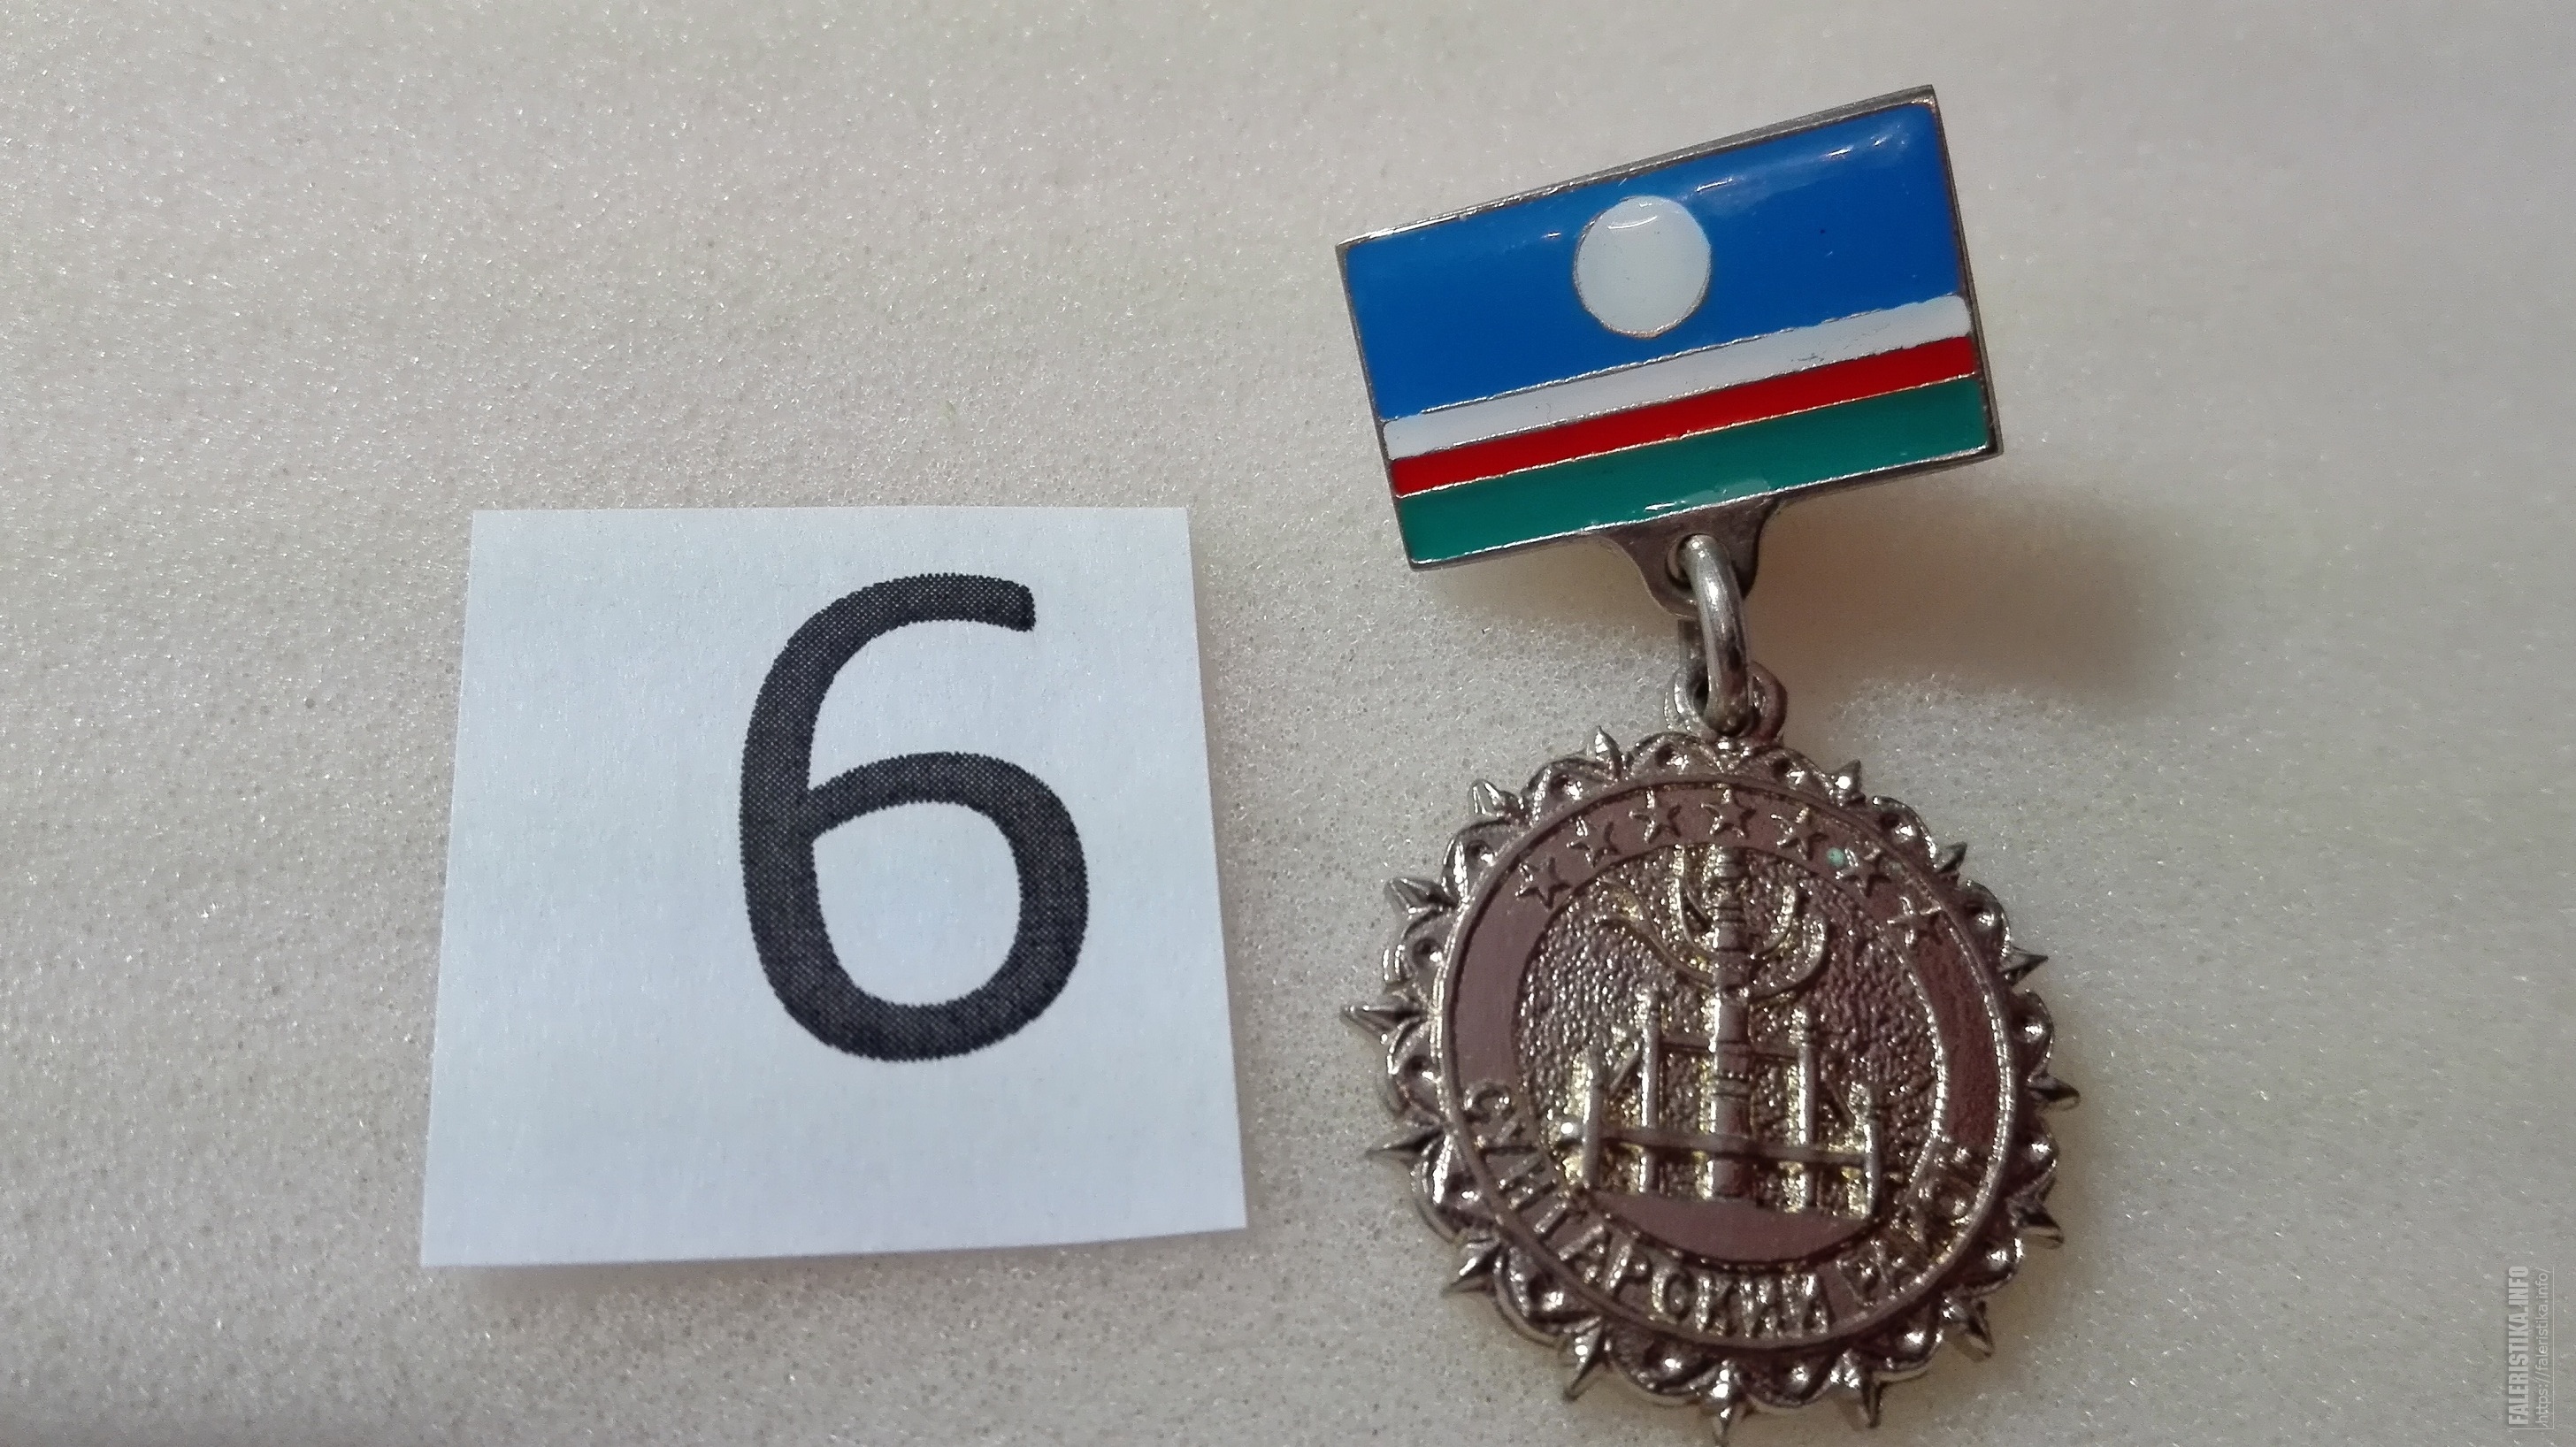 6
СУНТАРСКИЙ РАЙОН
FALERISTIKA.INFO
https://faleristika.info/